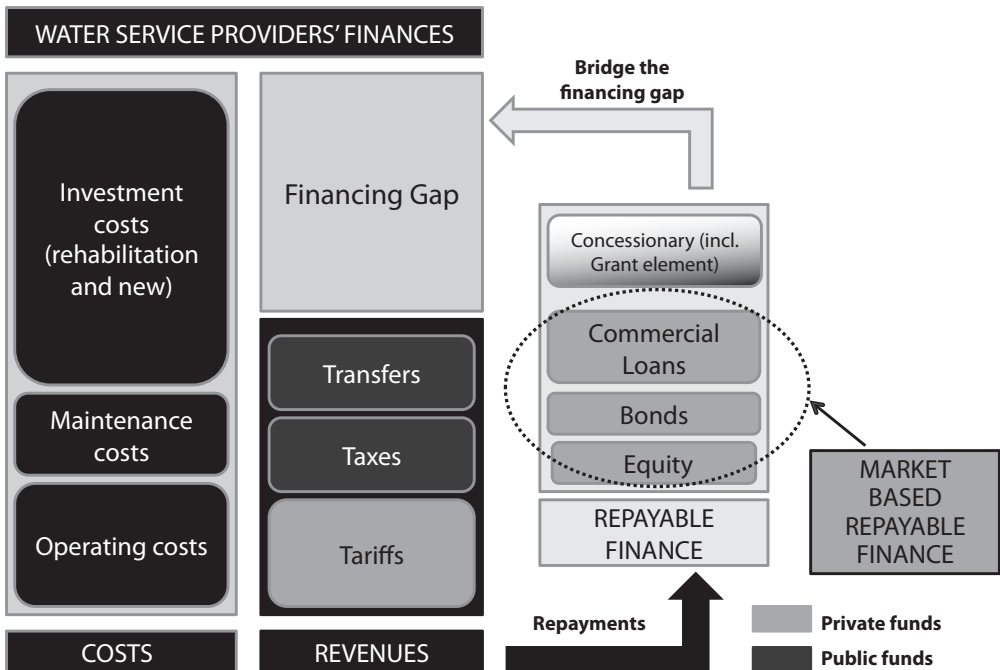 WATER SERVICE PROVIDERS' FINANCES
Investment
costs
(rehabilitation
and new)
Maintenance
costs
Operating costs
COSTS
Financing Gap
Transfers
Taxes
Tariffs
REVENUES
Bridge the
financing gap
Concessionary (incl.
Grant element)
Commercial
Loans
Bonds
Equity
REPAYABLE
FINANCE
MARKET
BASED
REPAYABLE
FINANCE
Repayments
Private funds
Public funds